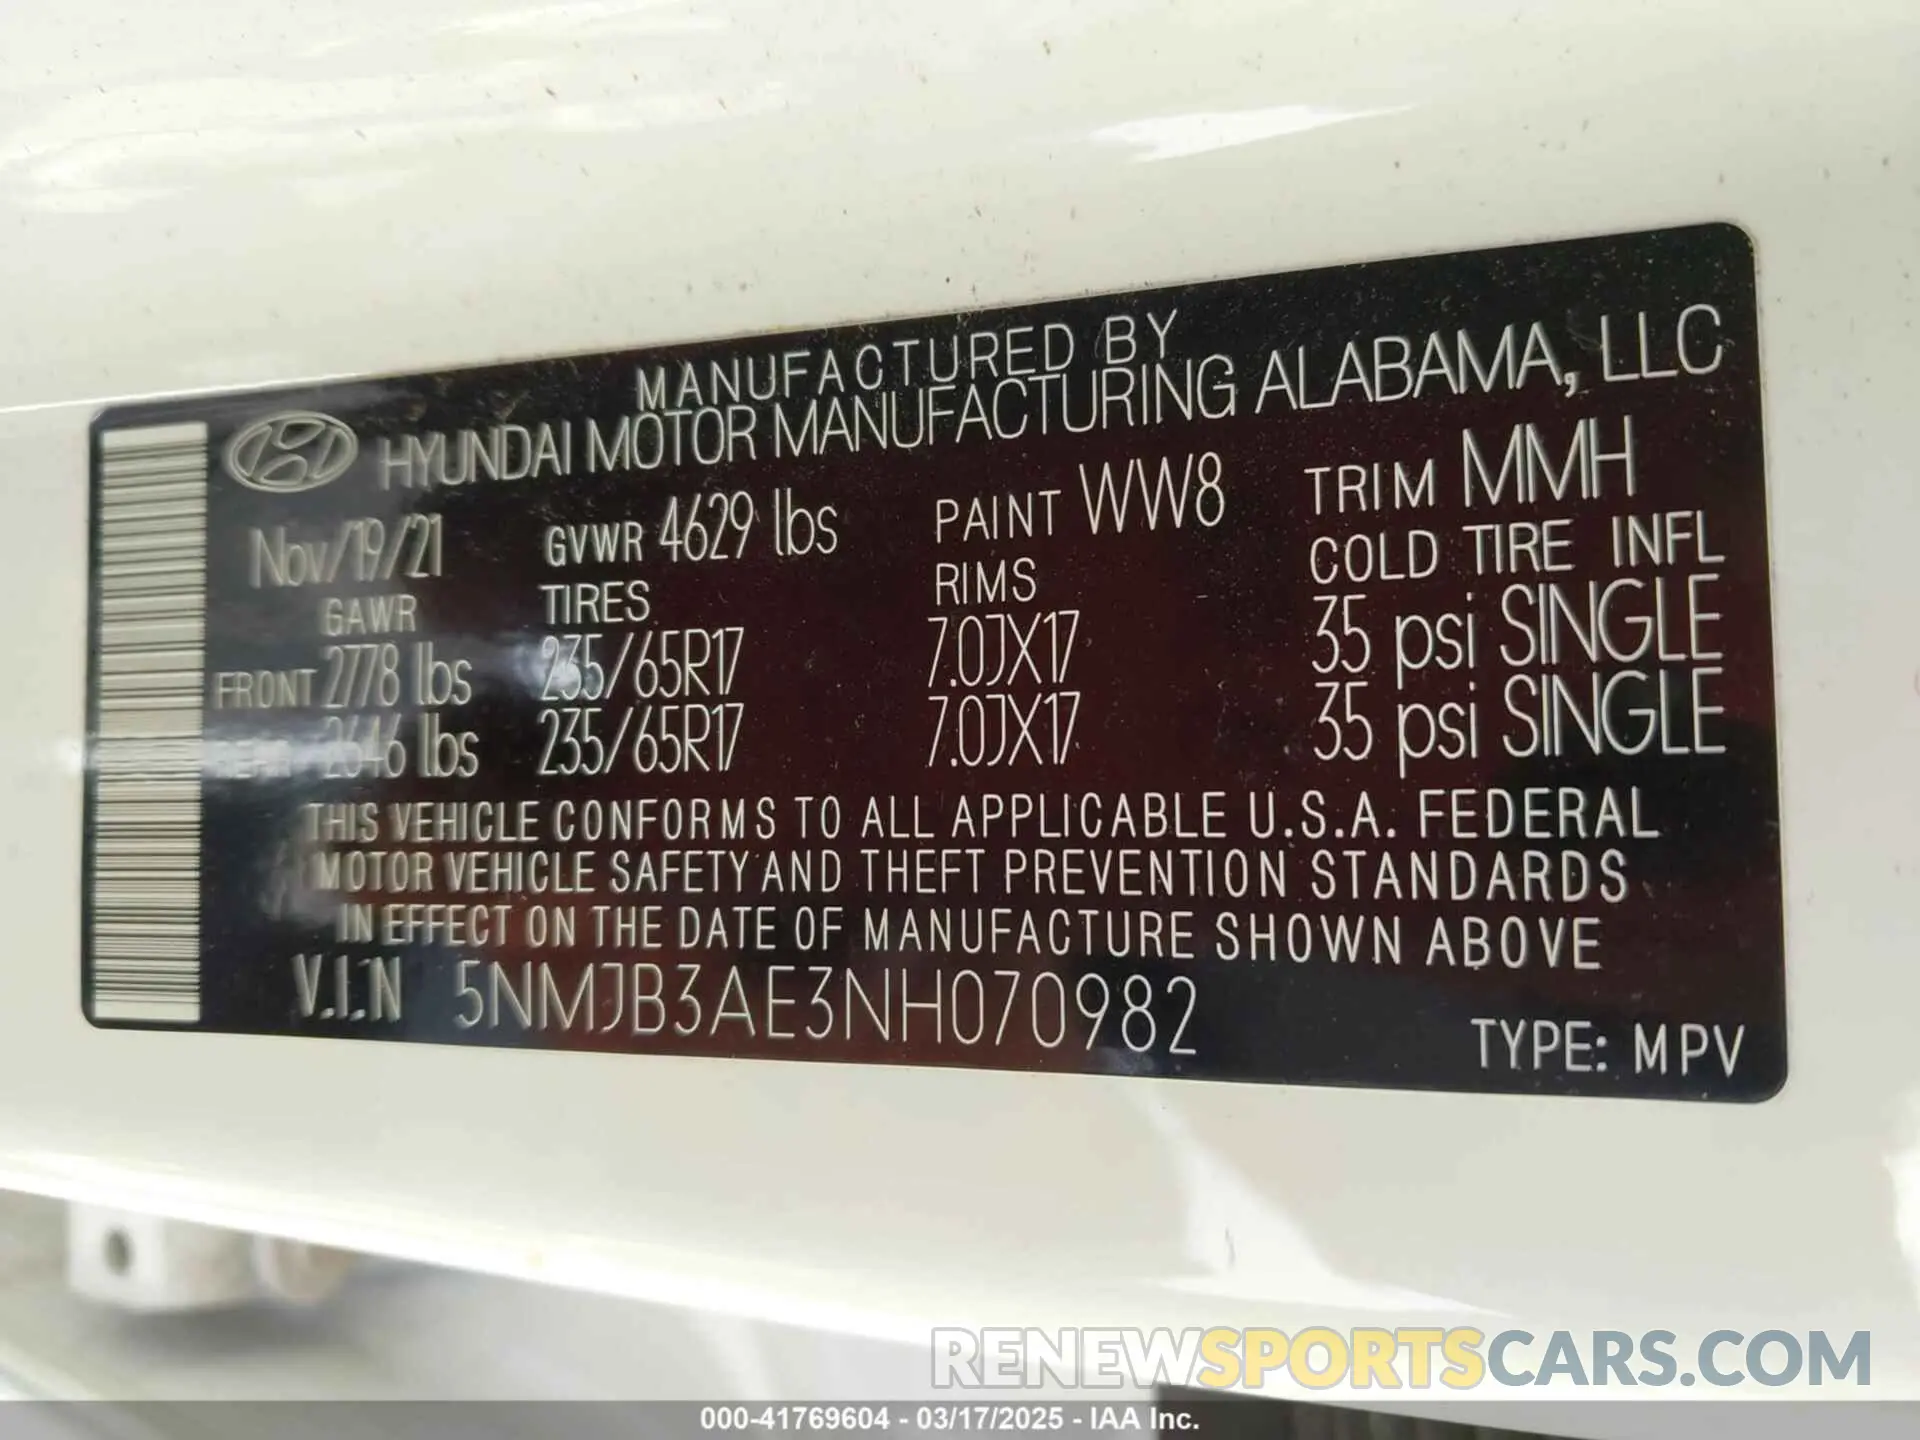 MANUFACTURED BY
HYUNDAI MOTOR MANUFACTURING ALABAMA, LLC
Nov/19/21 GVWR 4629 lbs PAINT WW8 TRIM MMH
GAWR TIRES RIMS COLD TIRE INFL
FRONT 2778 lbs 235/65R17 7.0JX17 35 psi SINGLE
REAR 2646 lbs 235/65R17 7.0JX17 35 psi SINGLE
THIS VEHICLE CONFORMS TO ALL APPLICABLE U.S.A. FEDERAL
MOTOR VEHICLE SAFETY AND THEFT PREVENTION STANDARDS
IN EFFECT ON THE DATE OF MANUFACTURE SHOWN ABOVE
V.I.N 5NMJB3AE3NH070982
TYPE: MPV
RENEWSPORTSCARS.COM
000-41769604 - 03/17/2025 - IAA Inc.